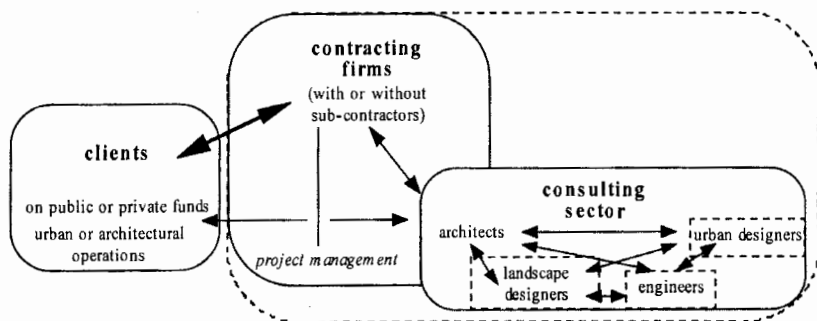 contracting
firms
(with or without
sub-contractors)
clients
on public or private funds
urban or architectural
operations
project management
consulting
sector
architects
urban designers
landscape
designers
engineers